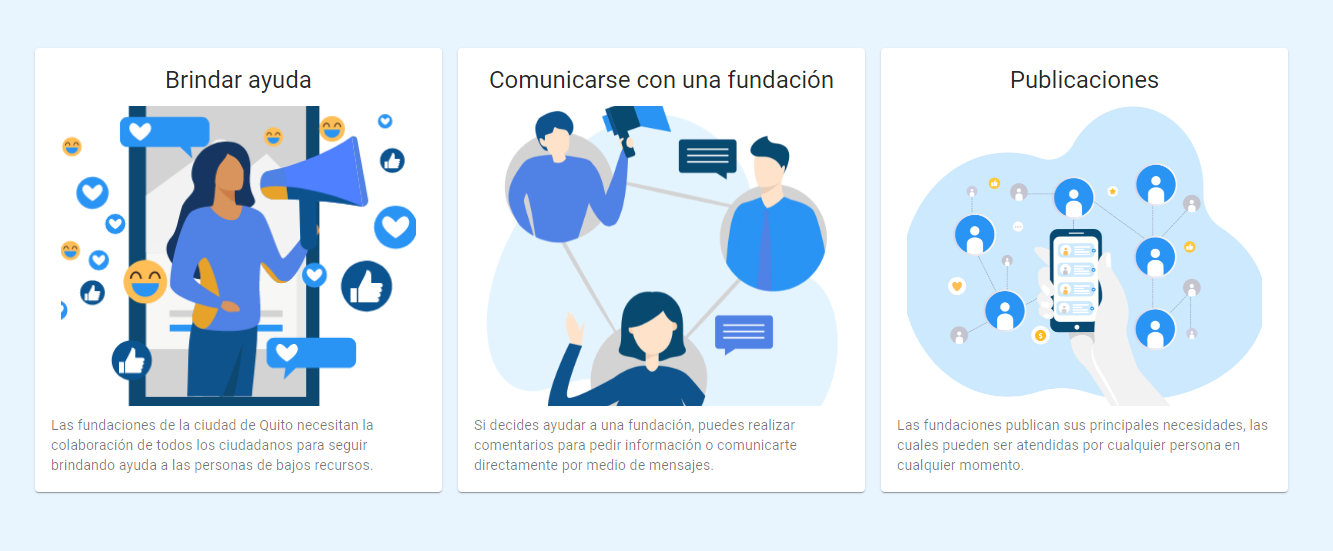 Brindar ayuda
Las fundaciones de la ciudad de Quito necesitan la
colaboración de todos los ciudadanos para seguir
brindando ayuda a las personas de bajos recursos.
Comunicarse con una fundación
Si decides ayudar a una fundación, puedes realizar
comentarios para pedir información o comunicarte
directamente por medio de mensajes.
Publicaciones
Las fundaciones publican sus principales necesidades, las
cuales pueden ser atendidas por cualquier persona en
cualquier momento.